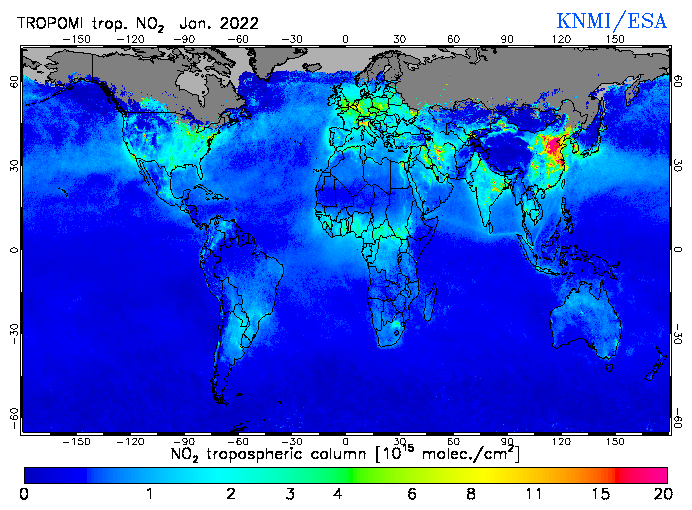 TROPOMI trop. NO2 Jan. 2022 KNMI/ESA
−150 −120 −90 −60 −30 0 30 60 90 120 150
60 60
30 30
0 0
−30 −30
−60 −60
−150 −120 −90 −60 −30 0 30 60 90 120 150
NO2 tropospheric column [10^15 molec./cm^2]
0 1 2 3 4 6 8 11 15 20